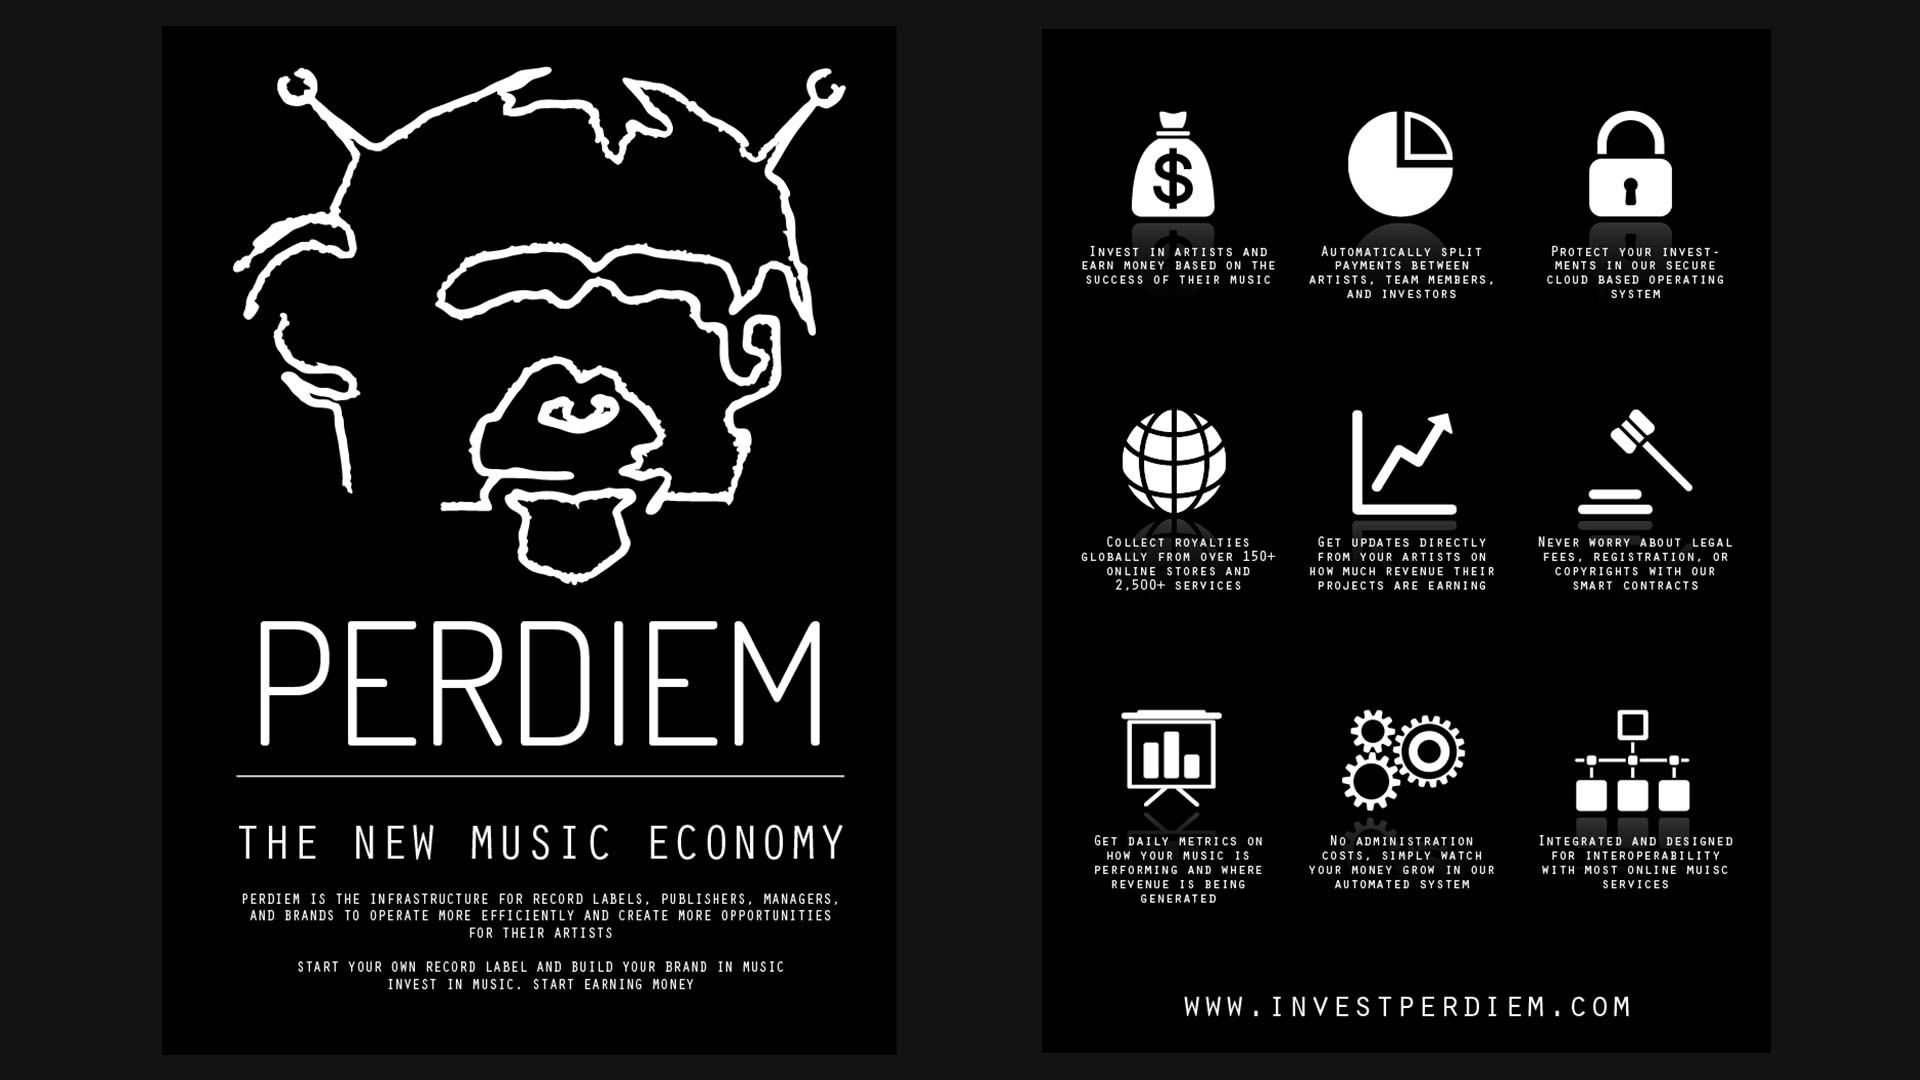 PERDIEM
THE NEW MUSIC ECONOMY
PERDIEM IS THE INFRASTRUCTURE FOR RECORD LABELS, PUBLISHERS, MANAGERS,
AND BRANDS TO OPERATE MORE EFFICIENTLY AND CREATE MORE OPPORTUNITIES
FOR THEIR ARTISTS
START YOUR OWN RECORD LABEL AND BUILD YOUR BRAND IN MUSIC
INVEST IN MUSIC. START EARNING MONEY
$
INVEST IN ARTISTS AND
EARN MONEY BASED ON THE
SUCCESS OF THEIR MUSIC
AUTOMATICALLY SPLIT
PAYMENTS BETWEEN
ARTISTS, TEAM MEMBERS,
AND INVESTORS
PROTECT YOUR INVEST-
MENTS IN OUR SECURE
CLOUD BASED OPERATING
SYSTEM
COLLECT ROYALTIES
GLOBALLY FROM OVER 150+
ONLINE STORES AND
2,500+ SERVICES
GET UPDATES DIRECTLY
FROM YOUR ARTISTS ON
HOW MUCH REVENUE THEIR
PROJECTS ARE EARNING
NEVER WORRY ABOUT LEGAL
FEES, REGISTRATION, OR
COPYRIGHTS WITH OUR
SMART CONTRACTS
GET DAILY METRICS ON
HOW YOUR MUSIC IS
PERFORMING AND WHERE
REVENUE IS BEING
GENERATED
NO ADMINISTRATION
COSTS, SIMPLY WATCH
YOUR MONEY GROW IN OUR
AUTOMATED SYSTEM
INTEGRATED AND DESIGNED
FOR INTEROPERABILITY
WITH MOST ONLINE MUISC
SERVICES
WWW.INVESTPERDIEM.COM